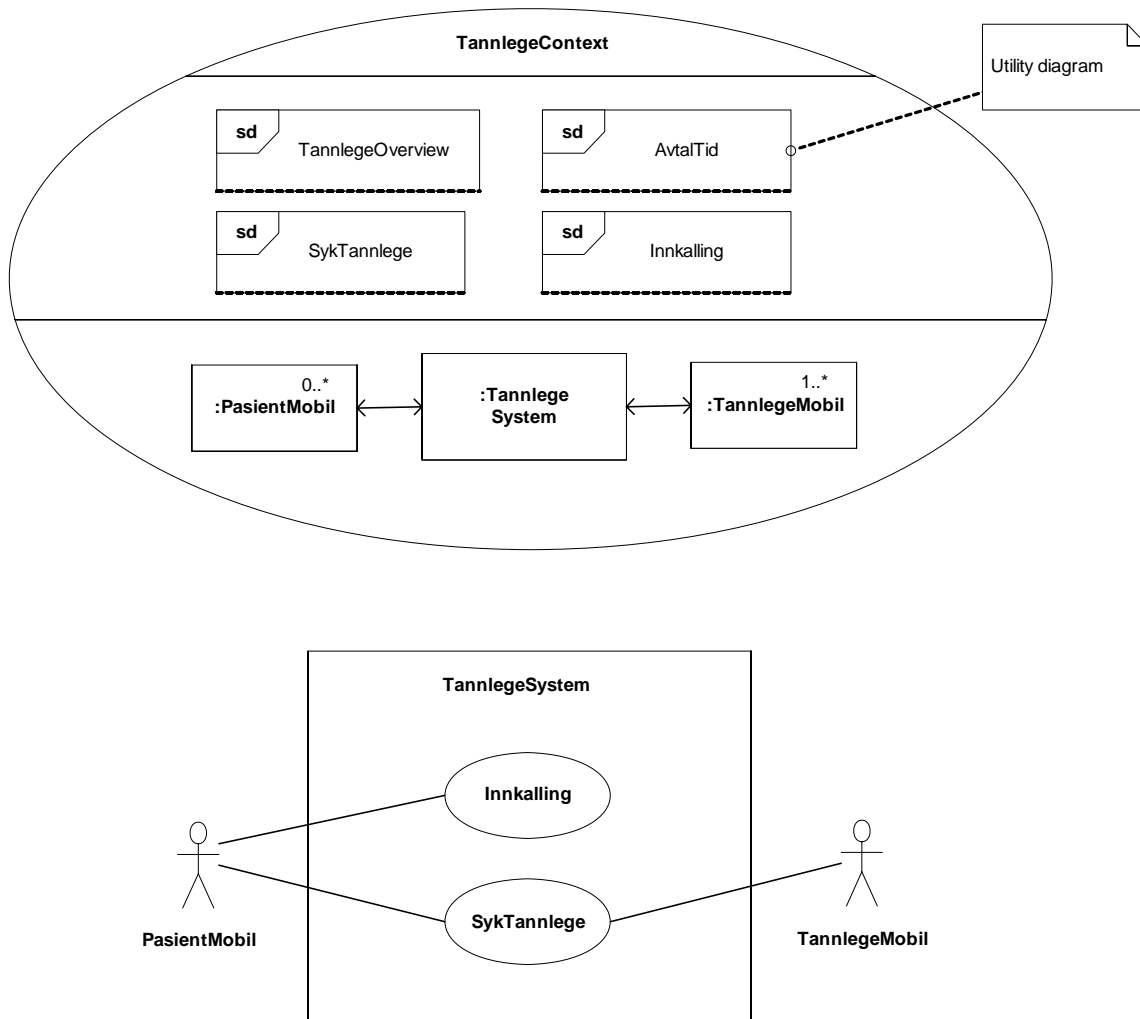 TannlegeContext
Utility diagram
sd
TannlegeOverview
sd
AvtalTid
sd
SykTannlege
sd
Innkalling
0..*
:PasientMobil
:Tannlege
System
1..*
:TannlegeMobil
TannlegeSystem
Innkalling
SykTannlege
PasientMobil
TannlegeMobil